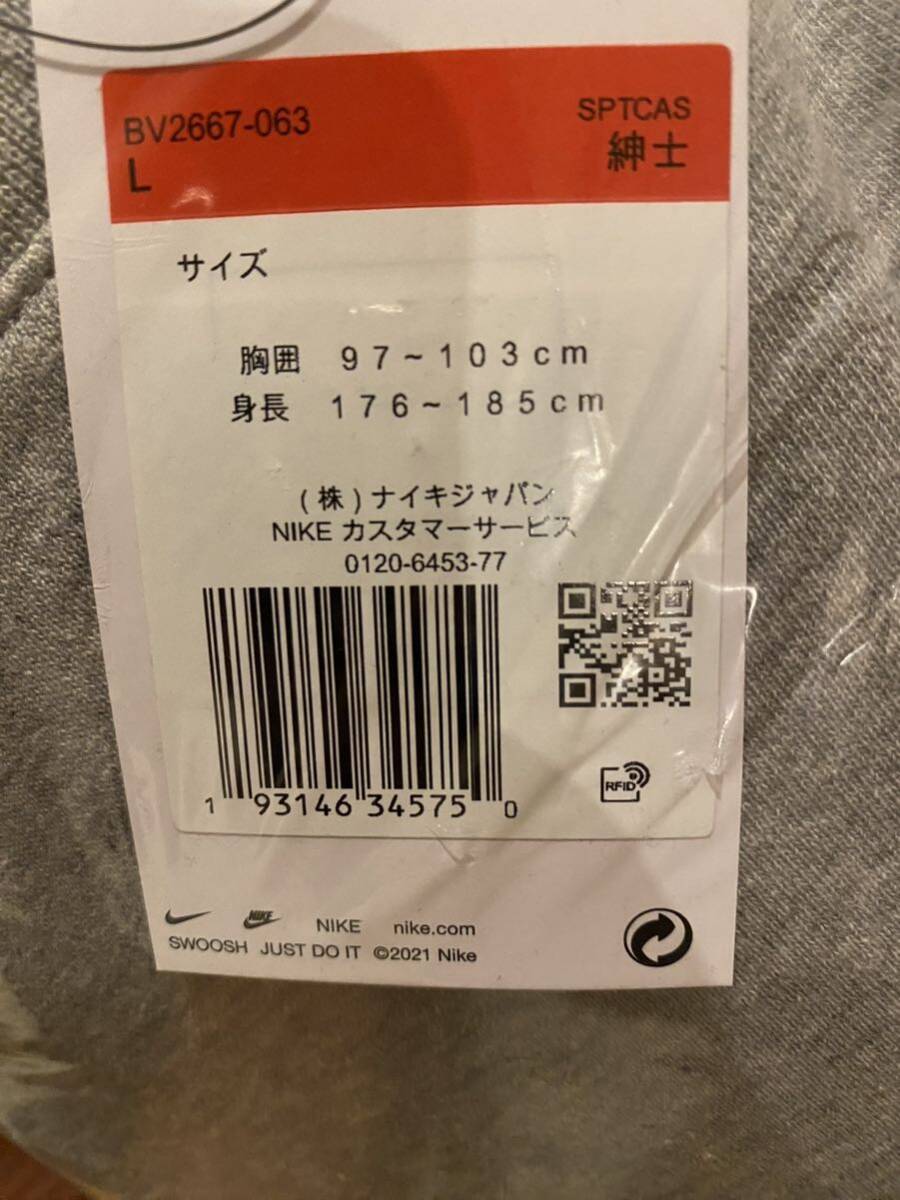 BV2667-063
L
SPTCAS
紳士
サイズ
胸囲 97~103cm
身長 176~185cm
(株)ナイキジャパン
NIKE カスタマーサービス
0120-6453-77
1 93146 34575 0
RFID
NIKE NIKE nike.com
SWOOSH JUST DO IT ©2021 Nike